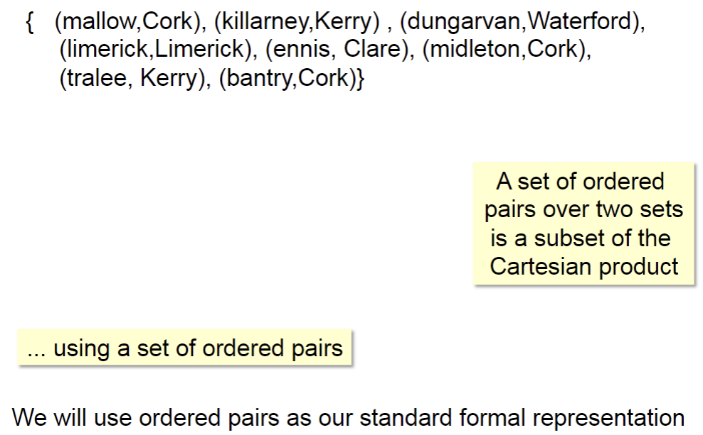 { (mallow,Cork), (killarney,Kerry) , (dungarvan,Waterford),
(limerick,Limerick), (ennis, Clare), (midleton,Cork),
(tralee, Kerry), (bantry,Cork)}
A set of ordered
pairs over two sets
is a subset of the
Cartesian product
... using a set of ordered pairs
We will use ordered pairs as our standard formal representation